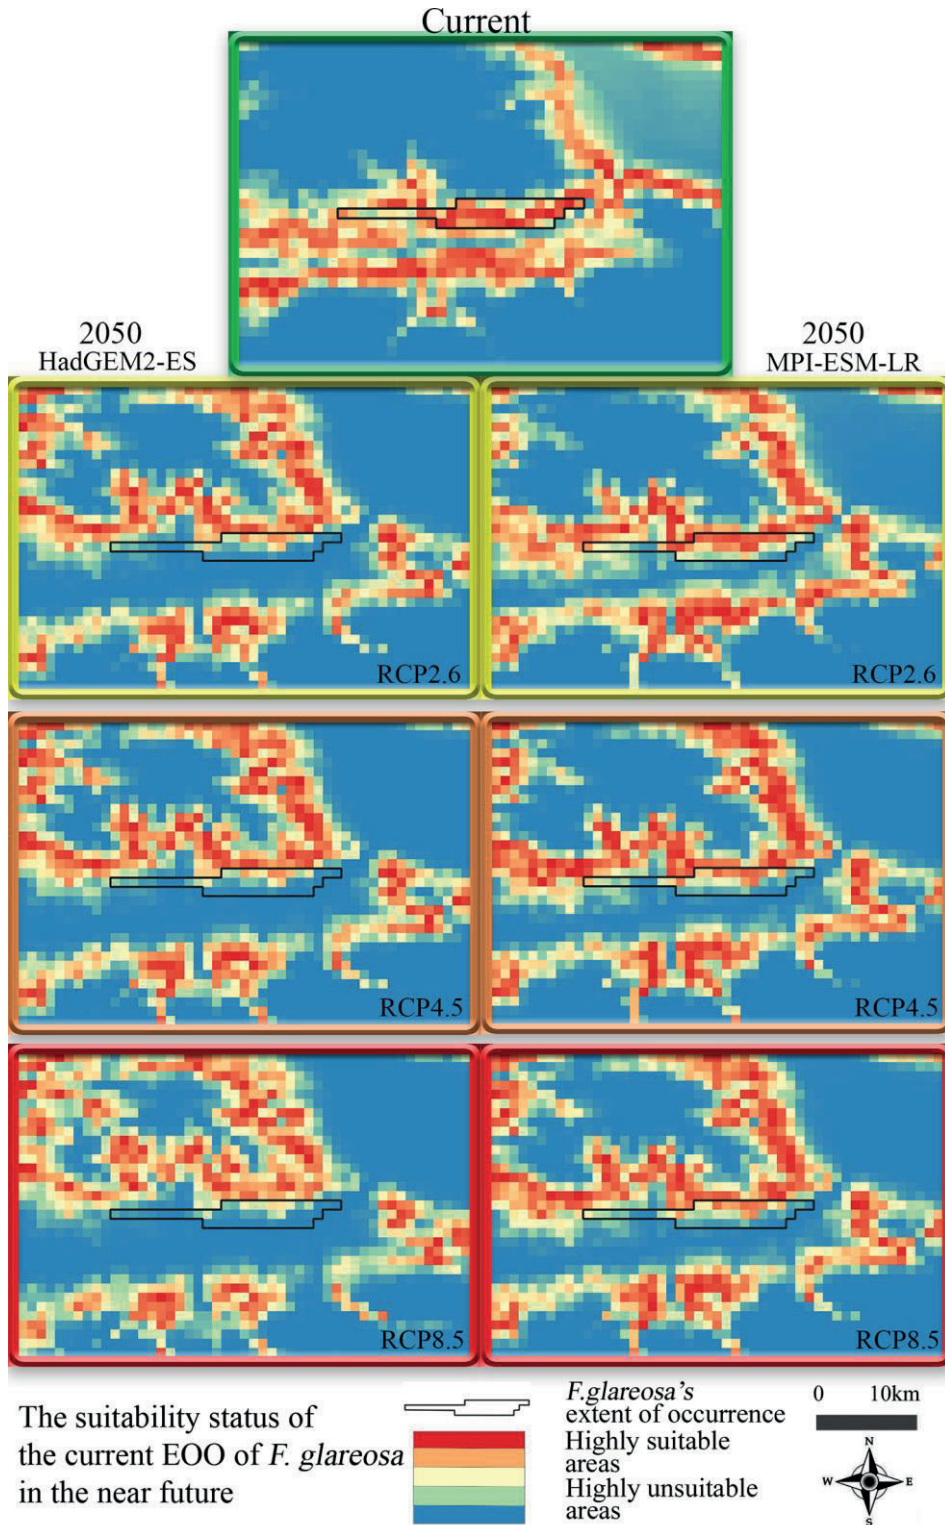 Current
2050
HadGEM2-ES
2050
MPI-ESM-LR
RCP2.6
RCP2.6
RCP4.5
RCP4.5
RCP8.5
RCP8.5
The suitability status of
the current EOO of F. glareosa
in the near future
F.glareosa's
extent of occurrence
Highly suitable
areas
Highly unsuitable
areas
0 10km
N
W E
S